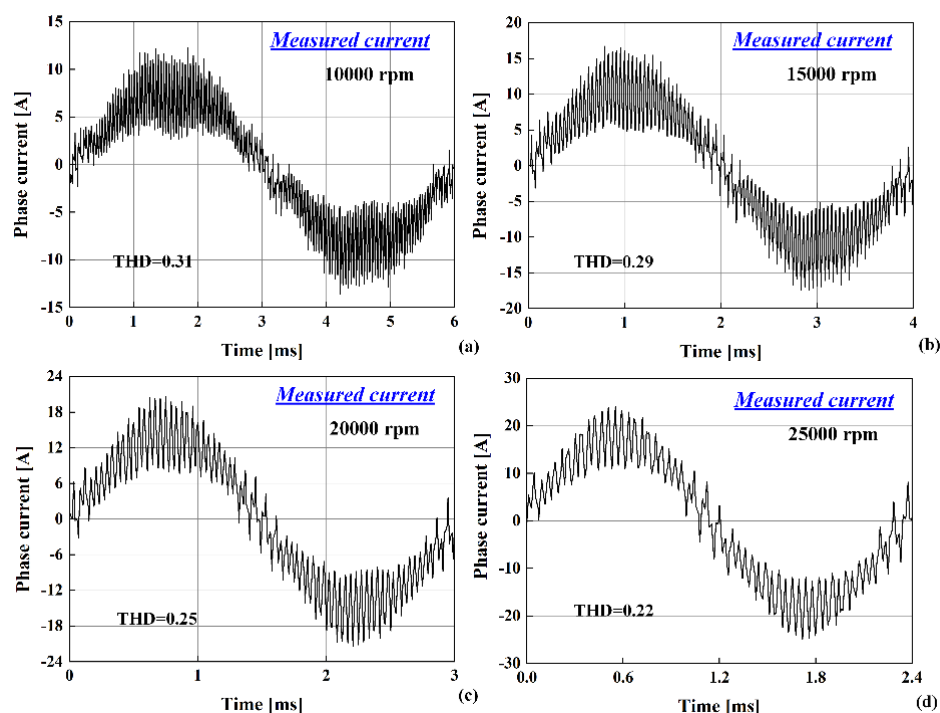 15
10
5
0
-5
-10
-15
Phase current [A]
Measured current
10000 rpm
THD=0.31
0 1 2 3 4 5 6
Time [ms]
(a)
20
15
10
5
0
-5
-10
-15
-20
Phase current [A]
Measured current
15000 rpm
THD=0.29
0 1 2 3 4
Time [ms]
(b)
24
18
12
6
0
-6
-12
-18
-24
Phase current [A]
Measured current
20000 rpm
THD=0.25
0 1 2 3
Time [ms]
(c)
30
20
10
0
-10
-20
-30
Phase current [A]
Measured current
25000 rpm
THD=0.22
0.0 0.6 1.2 1.8 2.4
Time [ms]
(d)